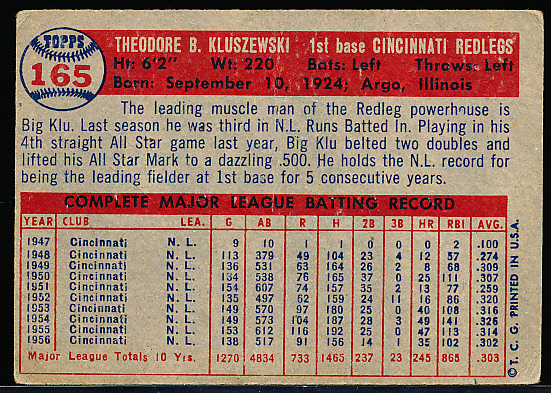 TOPPS
165
THEODORE B. KLUSZEWSKI 1st base CINCINNATI REDLEGS
Ht: 6'2" Wt: 220 Bats: Left Throws: Left
Born: September 10, 1924; Argo, Illinois
The leading muscle man of the Redleg powerhouse is
Big Klu. Last season he was third in N.L. Runs Batted In. Playing in his
4th straight All Star game last year, Big Klu belted two doubles and
lifted his All Star Mark to a dazzling .500. He holds the N.L. record for
being the leading fielder at 1st base for 5 consecutive years.
COMPLETE MAJOR LEAGUE BATTING RECORD
YEAR CLUB LEA. G AB R H 2B 3B HR RBI AVG.
1947 Cincinnati N. L. 9 10 1 1 0 0 0 2 .100
1948 Cincinnati N. L. 113 379 49 104 23 4 12 57 .274
1949 Cincinnati N. L. 136 531 63 164 26 2 8 68 .309
1950 Cincinnati N. L. 134 538 76 165 37 0 25 111 .307
1951 Cincinnati N. L. 154 607 74 157 35 2 13 77 .259
1952 Cincinnati N. L. 135 497 62 159 24 11 16 86 .320
1953 Cincinnati N. L. 149 570 97 180 25 0 40 108 .316
1954 Cincinnati N. L. 149 573 104 187 28 3 49 141 .326
1955 Cincinnati N. L. 153 612 116 192 25 0 47 113 .314
1956 Cincinnati N. L. 138 517 91 156 14 1 35 102 .302
Major League Totals 10 Yrs. 1270 4834 733 1465 237 23 245 865 .303
© T. C. G. PRINTED IN U.S.A.